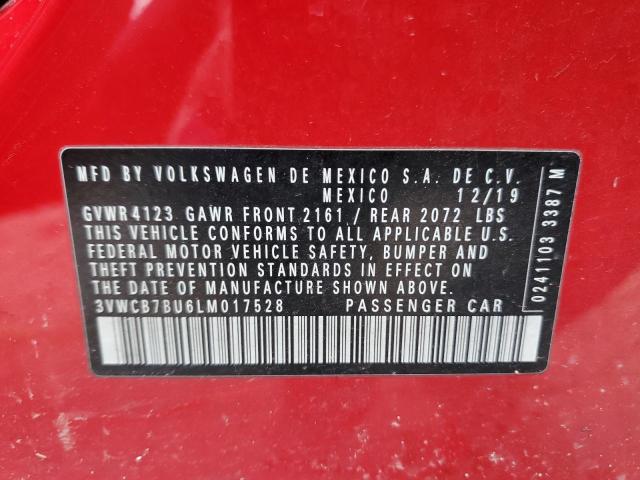 MFD BY VOLKSWAGEN DE MEXICO S.A. DE C.V.
MEXICO 12/19
GVWR 4123 GAWR FRONT 2161 / REAR 2072 LBS
THIS VEHICLE CONFORMS TO ALL APPLICABLE U.S.
FEDERAL MOTOR VEHICLE SAFETY, BUMPER AND
THEFT PREVENTION STANDARDS IN EFFECT ON
THE DATE OF MANUFACTURE SHOWN ABOVE.
3VWCB7BU6LM017528 PASSENGER CAR
0241103 3387 M